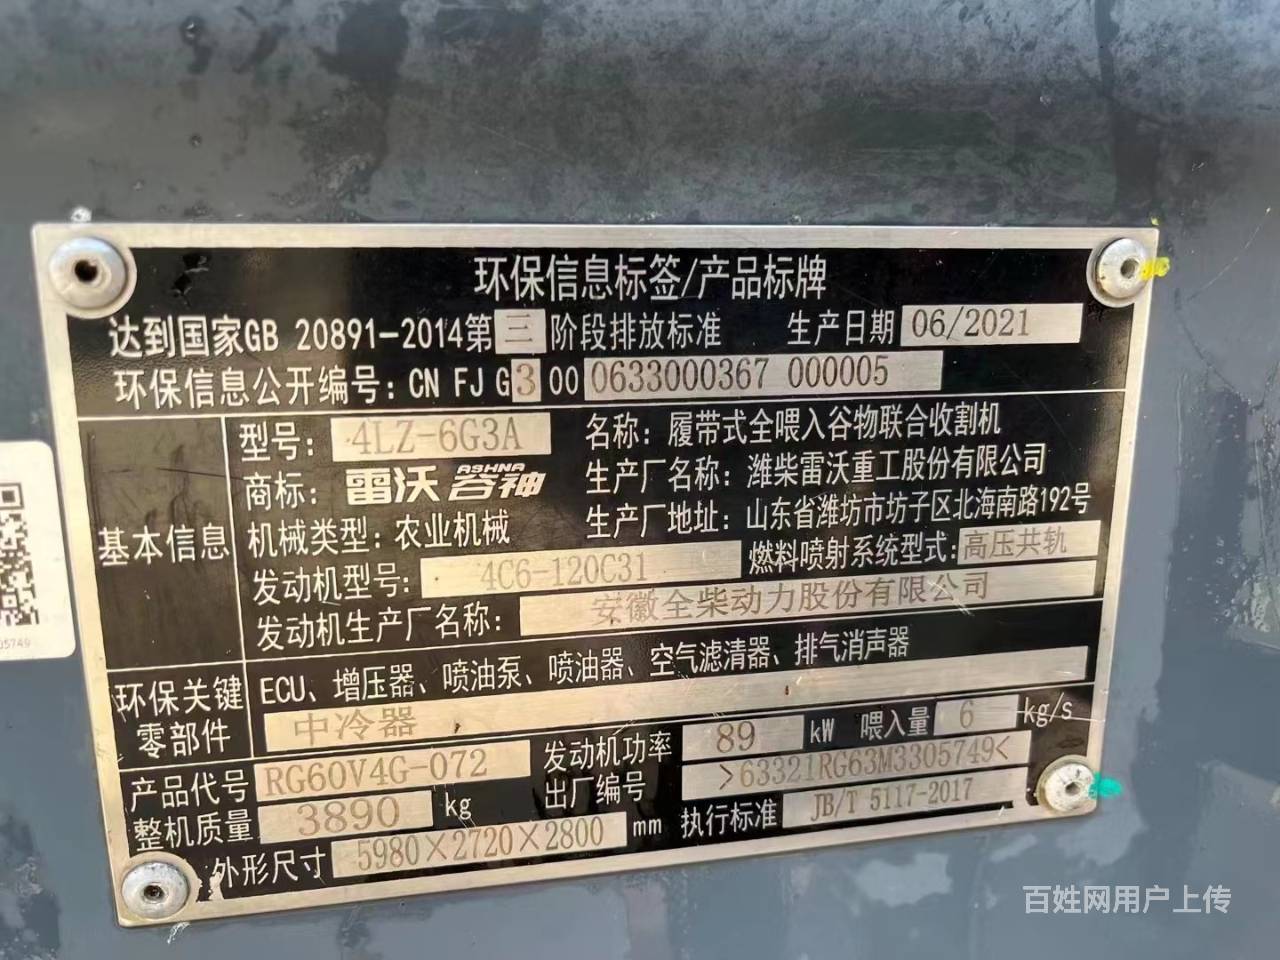 环保信息标签/产品标牌
达到国家GB 20891-2014第三阶段排放标准 生产日期 06/2021
环保信息公开编号: CN FJ G3 00 0633000367 000005
基本信息
型号: 4LZ-6G3A 名称: 履带式全喂入谷物联合收割机
商标: 雷沃 ASHNA 谷神 生产厂名称: 潍柴雷沃重工股份有限公司
机械类型: 农业机械 生产厂地址: 山东省潍坊市坊子区北海南路192号
发动机型号: 4C6-120C31 燃料喷射系统型式: 高压共轨
发动机生产厂名称: 安徽全柴动力股份有限公司
环保关键零部件
ECU、增压器、喷油泵、喷油器、空气滤清器、排气消声器
中冷器
产品代号 RG60V4G-072 发动机功率 89 kW 喂入量 6 kg/s
整机质量 3890 kg 出厂编号 >63321RG63M3305749<
外形尺寸 5980×2720×2800 mm 执行标准 JB/T 5117-2017
05749
百姓网用户上传